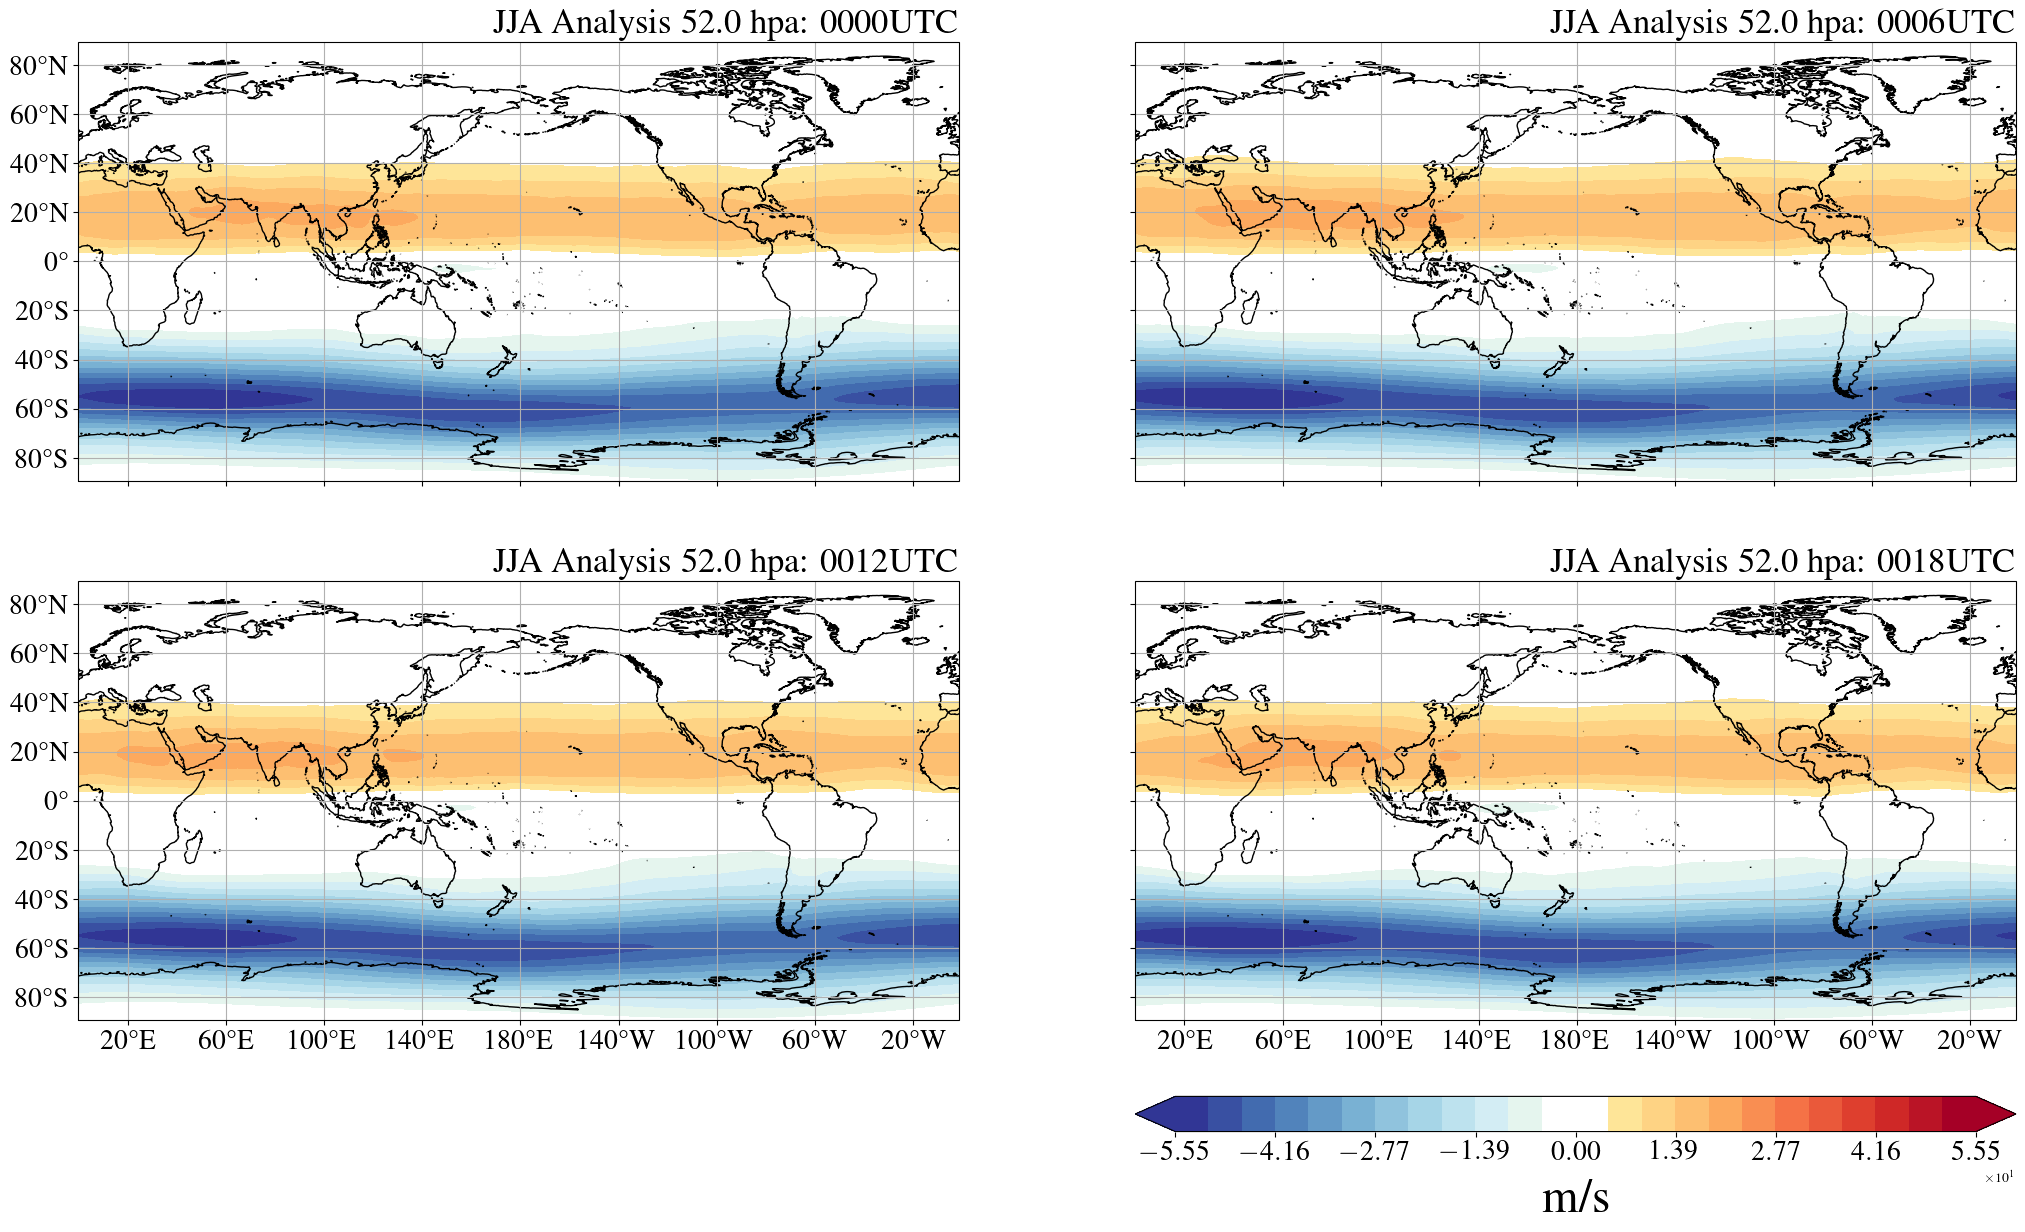 JJA Analysis 52.0 hpa: 0000UTC
JJA Analysis 52.0 hpa: 0006UTC
80°N
60°N
40°N
20°N
0°
20°S
40°S
60°S
80°S
JJA Analysis 52.0 hpa: 0012UTC
JJA Analysis 52.0 hpa: 0018UTC
80°N
60°N
40°N
20°N
0°
20°S
40°S
60°S
80°S
20°E 60°E 100°E 140°E 180°E 140°W 100°W 60°W 20°W
20°E 60°E 100°E 140°E 180°E 140°W 100°W 60°W 20°W
−5.55 −4.16 −2.77 −1.39 0.00 1.39 2.77 4.16 5.55
×10¹
m/s